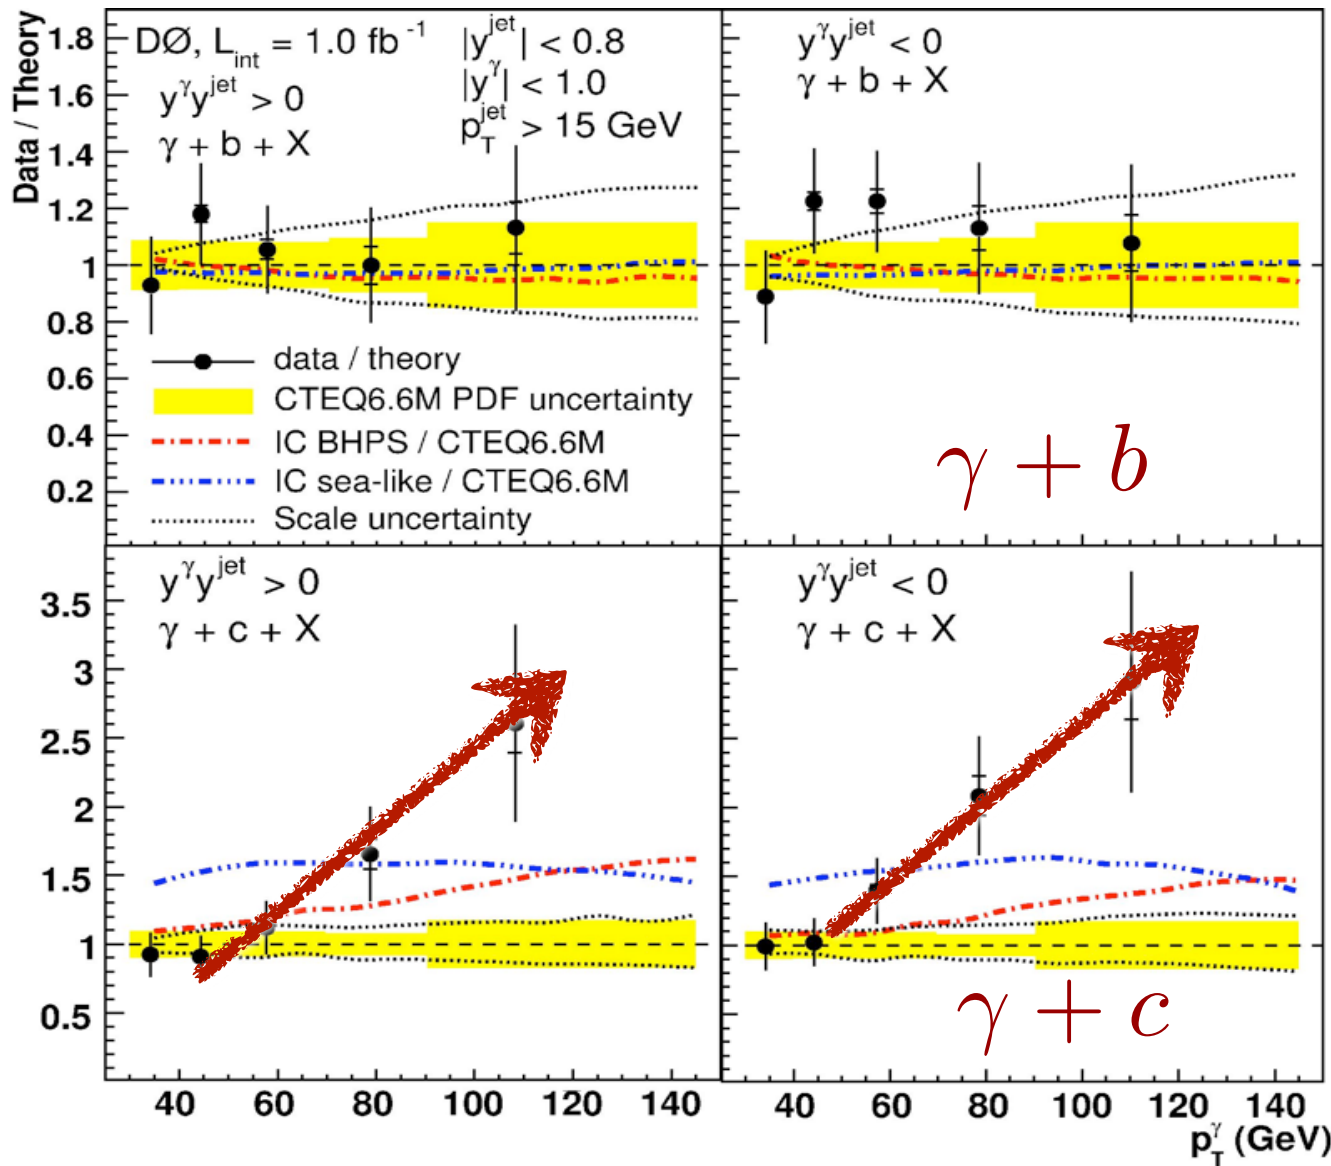 Data / Theory
1.8
1.6
1.4
1.2
1
0.8
0.6
0.4
0.2
DØ, L_int = 1.0 fb⁻¹
y^γ y^jet > 0
γ + b + X
|y^jet| < 0.8
|y^γ| < 1.0
p_T^jet > 15 GeV
data / theory
CTEQ6.6M PDF uncertainty
IC BHPS / CTEQ6.6M
IC sea-like / CTEQ6.6M
Scale uncertainty
y^γ y^jet < 0
γ + b + X
γ + b
3.5
3
2.5
2
1.5
1
0.5
y^γ y^jet > 0
γ + c + X
y^γ y^jet < 0
γ + c + X
γ + c
40 60 80 100 120 140
40 60 80 100 120 140
p_T^γ (GeV)